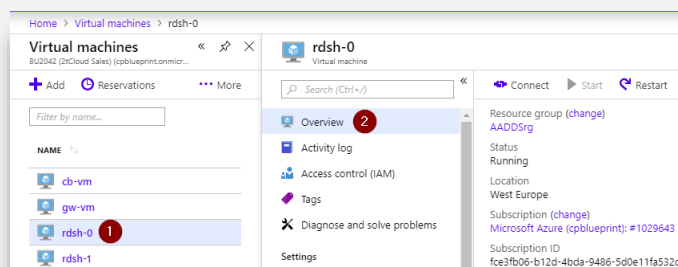 Home > Virtual machines > rdsh-0
Virtual machines
BU2042 (2tCloud Sales) (cpblueprint.onmicr...
Add
Reservations
More
Filter by name...
NAME
cb-vm
gw-vm
rdsh-0
1
rdsh-1
rdsh-0
Virtual machine
Search (Ctrl+/)
Overview
2
Activity log
Access control (IAM)
Tags
Diagnose and solve problems
Settings
Connect
Start
Restart
Resource group (change)
AADDSrg
Status
Running
Location
West Europe
Subscription (change)
Microsoft Azure (cpblueprint): #1029643
Subscription ID
fce3fb06-b12d-4bda-9486-5d0e11fa532c